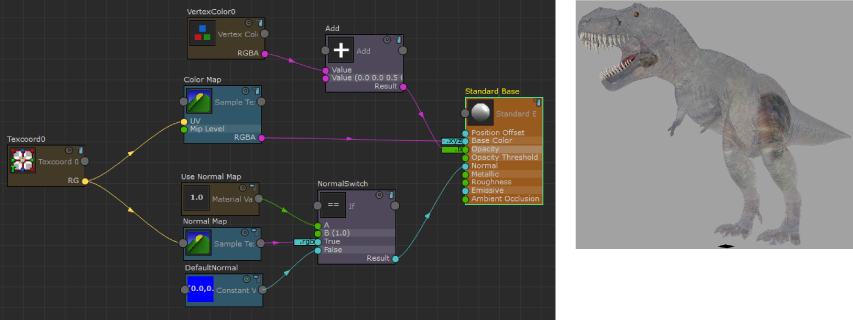 VertexColor0
Vertex Col
RGBA
Add
Add
Value
Value (0.0 0.0 0.5
Result
Color Map
Sample Te
UV
Mip Level
RGBA
Standard Base
Standard E
Position Offset
.xyz
Base Color
Opacity
Opacity Threshold
Normal
Metallic
Roughness
Emissive
Ambient Occlusion
Texcoord0
Texcoord 0
RG
Use Normal Map
1.0
Material Va
NormalSwitch
==
If
A
B (1.0)
True
False
Result
Normal Map
Sample Te
DefaultNormal
Constant V